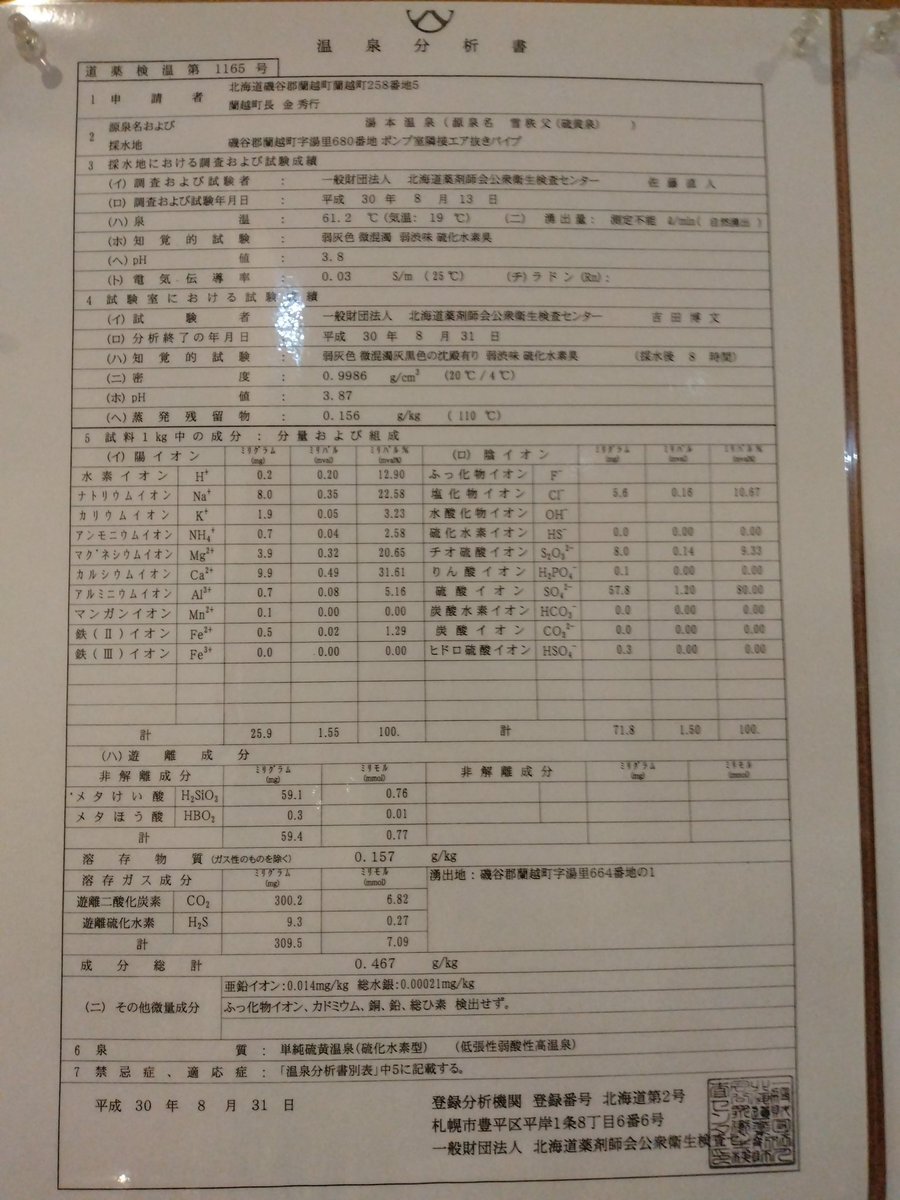 温泉分析書
道薬検温第 1165 号
1 申請者 北海道磯谷郡蘭越町蘭越町258番地5
蘭越町長 金 秀行
2 源泉名および 湯本温泉 (源泉名 雪秩父(硫黄泉) )
採水地 磯谷郡蘭越町字湯里680番地 ポンプ室隣接エア抜きパイプ
3 採水地における調査および試験成績
(イ)調査および試験者 : 一般財団法人 北海道薬剤師会公衆衛生検査センター 佐藤直人
(ロ)調査および試験年月日 : 平成 30 年 8 月 13 日
(ハ)泉温 : 61.2 ℃(気温: 19 ℃) (ニ) 湧出量: 測定不能 ℓ/min( 自然湧出 )
(ホ)知覚的試験 : 弱灰色 微混濁 弱渋味 硫化水素臭
(ヘ)pH値 : 3.8
(ト)電気伝導率 : 0.03 S/m (25℃) (チ)ラドン(Rn):
4 試験室における試験成績
(イ)試験者 : 一般財団法人 北海道薬剤師会公衆衛生検査センター 吉田博文
(ロ)分析終了の年月日 : 平成 30 年 8 月 31 日
(ハ)知覚的試験 : 弱灰色 微混濁灰黒色の沈殿有り 弱渋味 硫化水素臭 (採水後 8 時間)
(ニ)密度 : 0.9986 g/cm³ (20℃/4℃)
(ホ)pH値 : 3.87
(ヘ)蒸発残留物 : 0.156 g/kg (110 ℃)
5 試料1kg中の成分 : 分量および組成
(イ)陽イオン ミリグラム(mg) ミリバル(mval) ミリバル%(mval%) (ロ) 陰イオン ミリグラム(mg) ミリバル(mval) ミリバル%(mval%)
水素イオン H⁺ 0.2 0.20 12.90 ふっ化物イオン F⁻
ナトリウムイオン Na⁺ 8.0 0.35 22.58 塩化物イオン Cl⁻ 5.6 0.16 10.67
カリウムイオン K⁺ 1.9 0.05 3.23 水酸化物イオン OH⁻
アンモニウムイオン NH₄⁺ 0.7 0.04 2.58 硫化水素イオン HS⁻ 0.0 0.00 0.00
マグネシウムイオン Mg²⁺ 3.9 0.32 20.65 チオ硫酸イオン S₂O₃²⁻ 8.0 0.14 9.33
カルシウムイオン Ca²⁺ 9.9 0.49 31.61 りん酸イオン H₂PO₄⁻ 0.1 0.00 0.00
アルミニウムイオン Al³⁺ 0.7 0.08 5.16 硫酸イオン SO₄²⁻ 57.8 1.20 80.00
マンガンイオン Mn²⁺ 0.1 0.00 0.00 炭酸水素イオン HCO₃⁻ 0.0 0.00 0.00
鉄(Ⅱ)イオン Fe²⁺ 0.5 0.02 1.29 炭酸イオン CO₃²⁻ 0.0 0.00 0.00
鉄(Ⅲ)イオン Fe³⁺ 0.0 0.00 0.00 ヒドロ硫酸イオン HSO₄⁻ 0.3 0.00 0.00
計 25.9 1.55 100. 計 71.8 1.50 100.
(ハ)遊離成分
非解離成分 ミリグラム(mg) ミリモル(mmol) 非解離成分 ミリグラム(mg) ミリモル(mmol)
メタけい酸 H₂SiO₃ 59.1 0.76
メタほう酸 HBO₂ 0.3 0.01
計 59.4 0.77
溶存物質(ガス性のものを除く) 0.157 g/kg
溶存ガス成分 ミリグラム(mg) ミリモル(mmol) 湧出地:磯谷郡蘭越町字湯里664番地の1
遊離二酸化炭素 CO₂ 300.2 6.82
遊離硫化水素 H₂S 9.3 0.27
計 309.5 7.09
成分総計 0.467 g/kg
(ニ) その他微量成分 亜鉛イオン:0.014mg/kg 総水銀:0.00021mg/kg
ふっ化物イオン、カドミウム、銅、鉛、総ひ素 検出せず。
6 泉質 : 単純硫黄温泉(硫化水素型) (低張性弱酸性高温泉)
7 禁忌症、適応症 : 「温泉分析書別表」中5に記載する。
平成 30 年 8 月 31 日
登録分析機関 登録番号 北海道第2号
札幌市豊平区平岸1条8丁目6番6号
一般財団法人 北海道薬剤師会公衆衛生検査セン